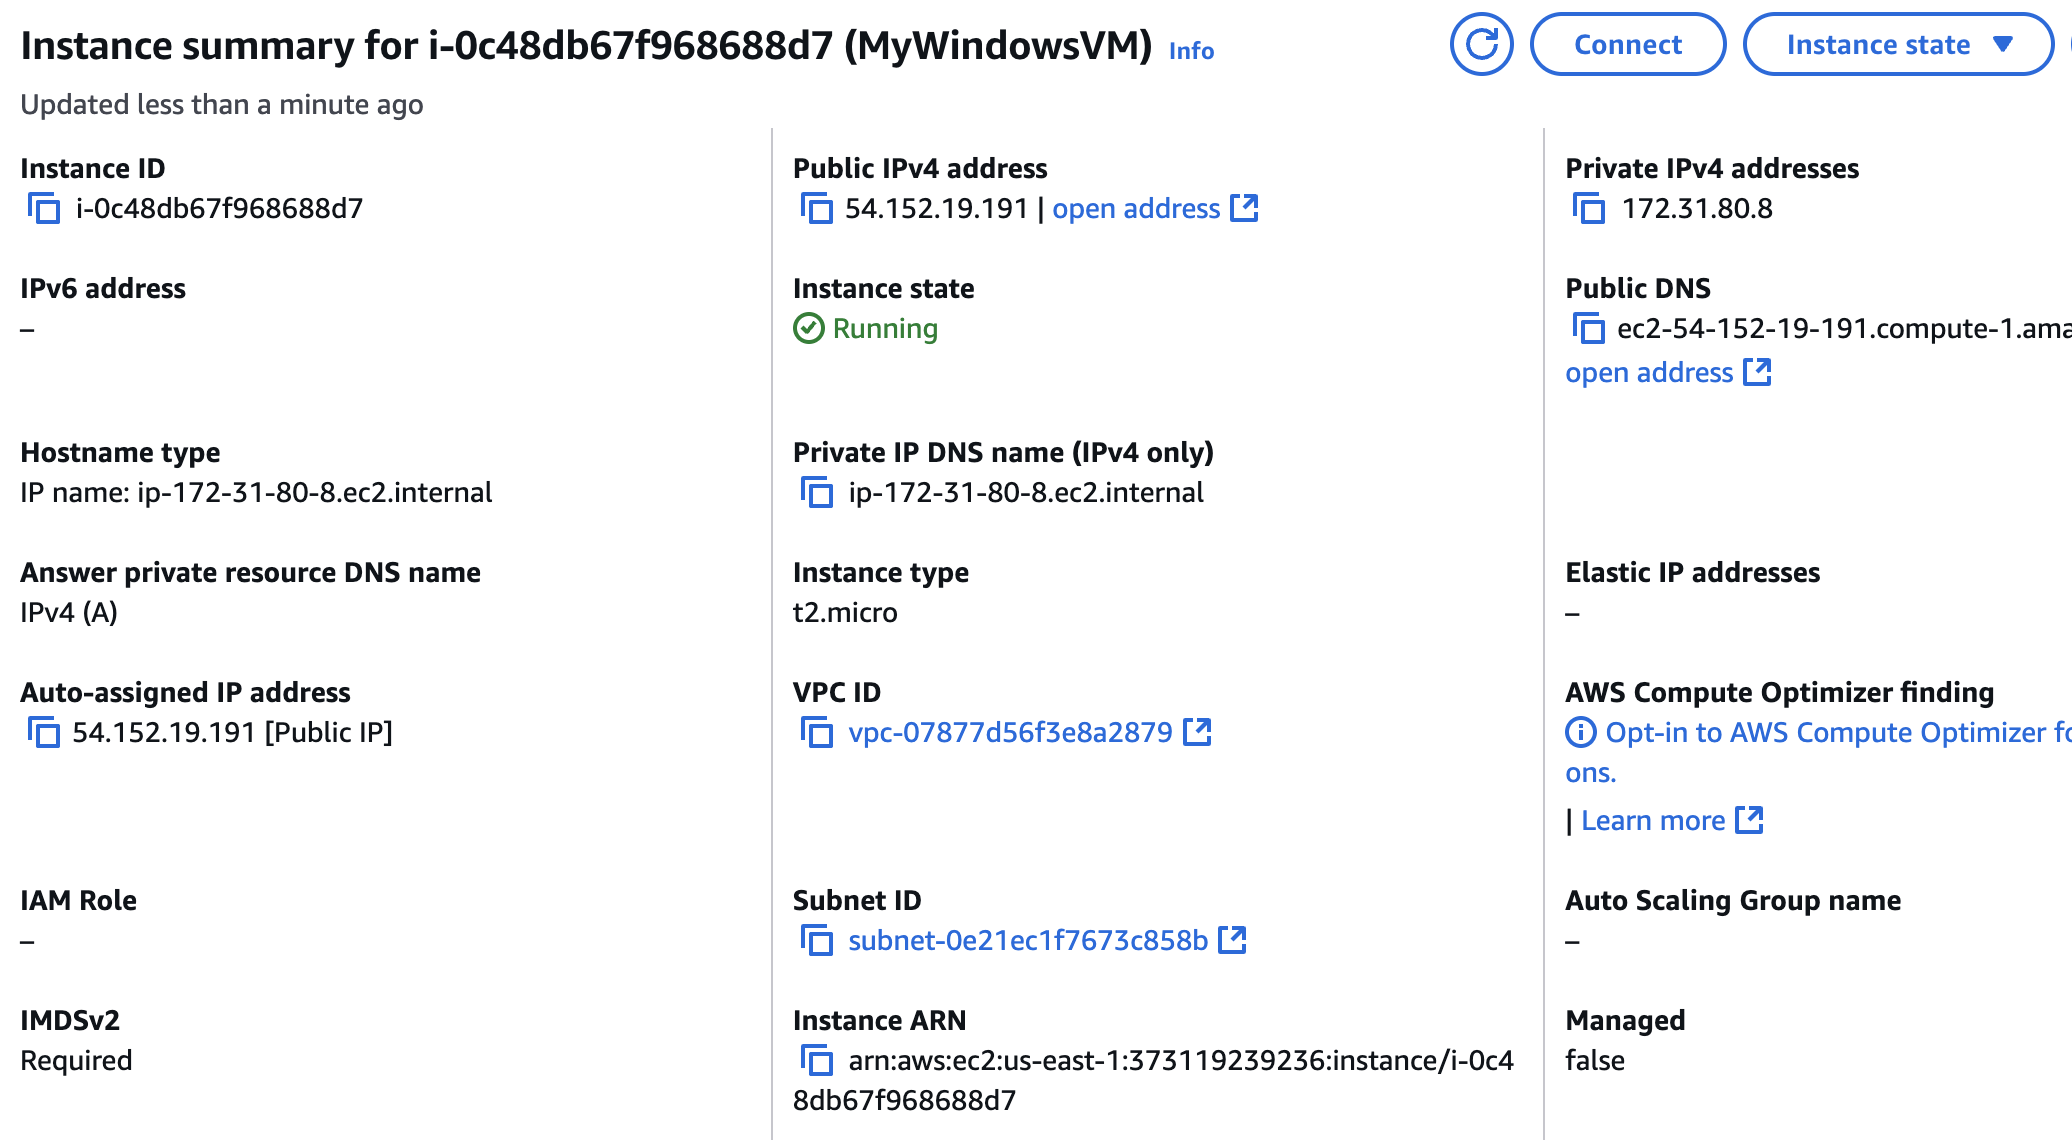 Instance summary for i-0c48db67f968688d7 (MyWindowsVM) Info
Connect
Instance state
Updated less than a minute ago
Instance ID
i-0c48db67f968688d7
Public IPv4 address
54.152.19.191 | open address
Private IPv4 addresses
172.31.80.8
IPv6 address
–
Instance state
Running
Public DNS
ec2-54-152-19-191.compute-1.ama
open address
Hostname type
IP name: ip-172-31-80-8.ec2.internal
Private IP DNS name (IPv4 only)
ip-172-31-80-8.ec2.internal
Answer private resource DNS name
IPv4 (A)
Instance type
t2.micro
Elastic IP addresses
–
Auto-assigned IP address
54.152.19.191 [Public IP]
VPC ID
vpc-07877d56f3e8a2879
AWS Compute Optimizer finding
Opt-in to AWS Compute Optimizer fo
ons.
| Learn more
IAM Role
–
Subnet ID
subnet-0e21ec1f7673c858b
Auto Scaling Group name
–
IMDSv2
Required
Instance ARN
arn:aws:ec2:us-east-1:373119239236:instance/i-0c4
8db67f968688d7
Managed
false